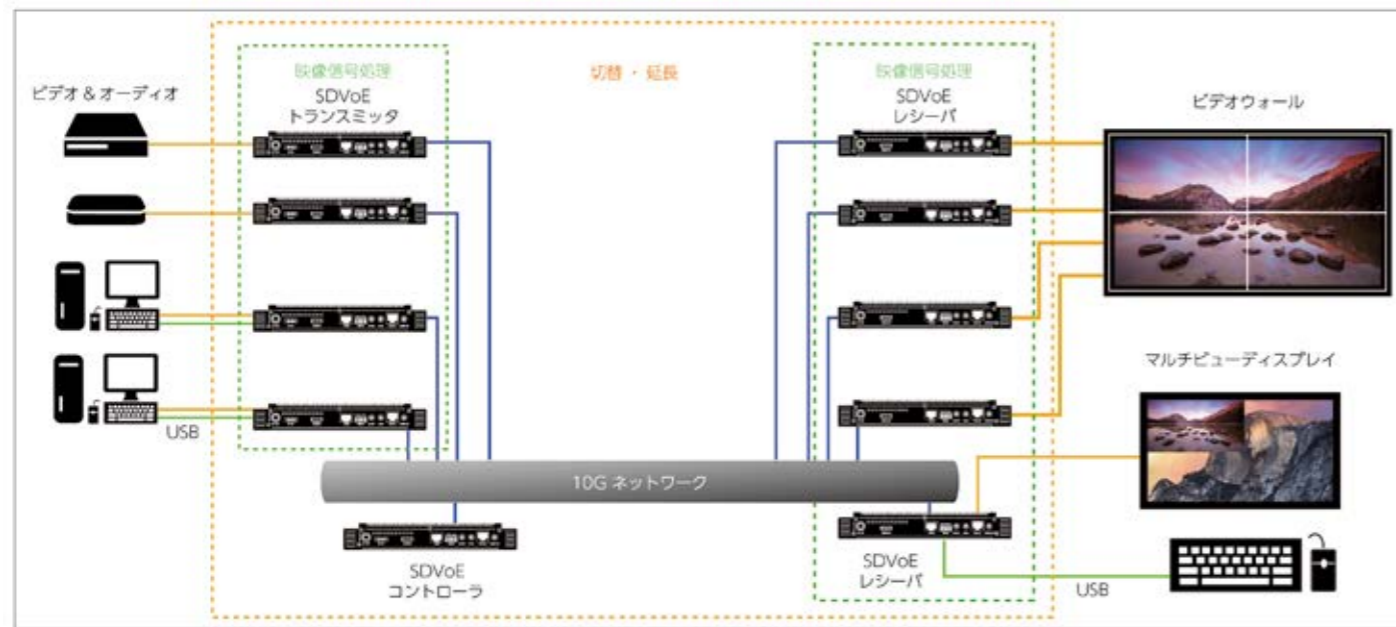 映像信号処理
切替・延長
映像信号処理
ビデオ & オーディオ
SDVoE
トランスミッタ
SDVoE
レシーバ
ビデオウォール
マルチビューディスプレイ
USB
10G ネットワーク
SDVoE
コントローラ
SDVoE
レシーバ
USB